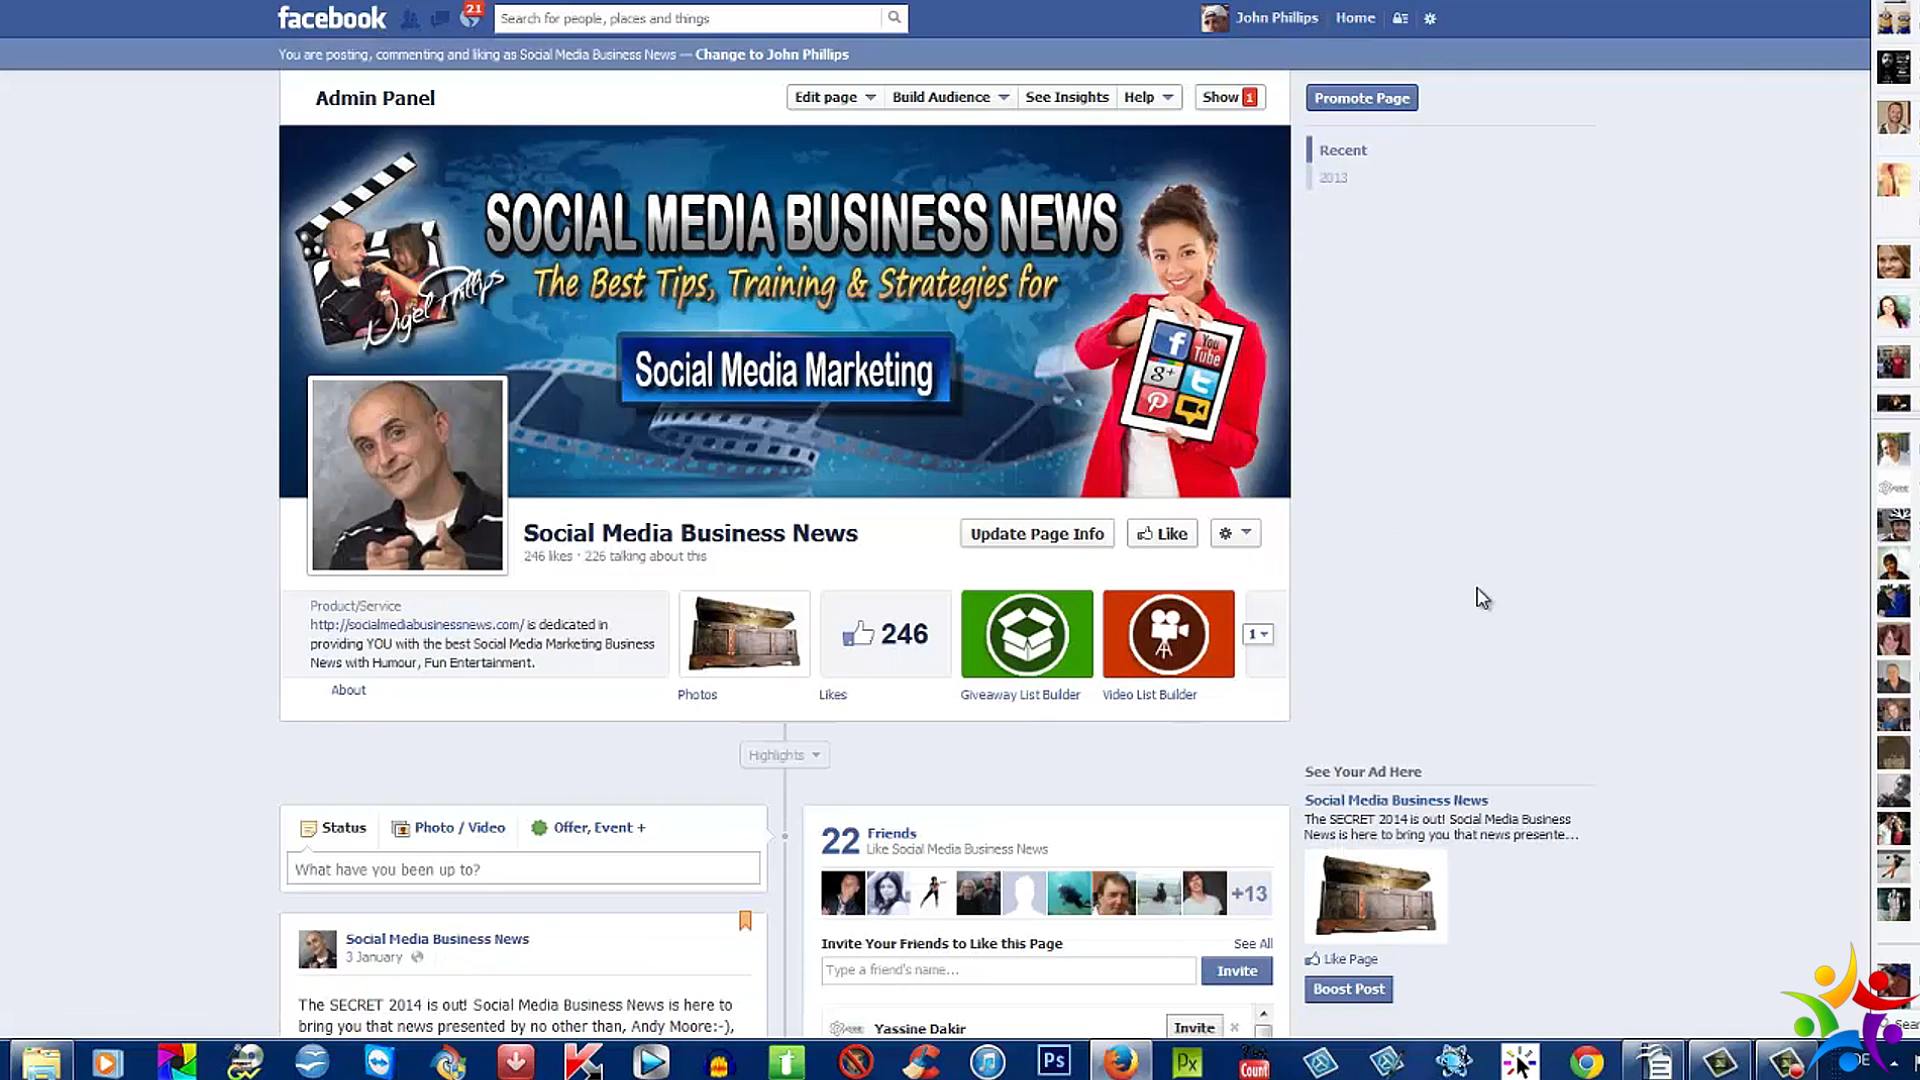 facebook
21
Search for people, places and things
John Phillips
Home
You are posting, commenting and liking as Social Media Business News — Change to John Phillips
Admin Panel
Edit page
Build Audience
See Insights
Help
Show 1
Promote Page
Recent
2013
SOCIAL MEDIA BUSINESS NEWS
The Best Tips, Training & Strategies for
Nigel Phillips
Social Media Marketing
f
You Tube
g+
Social Media Business News
246 likes · 226 talking about this
Update Page Info
Like
Product/Service
http://socialmediabusinessnews.com/ is dedicated in
providing YOU with the best Social Media Marketing Business
News with Humour, Fun Entertainment.
About
246
1
Photos
Likes
Giveaway List Builder
Video List Builder
Highlights
Status
Photo / Video
Offer, Event +
What have you been up to?
Social Media Business News
3 January
The SECRET 2014 is out! Social Media Business News is here to
bring you that news presented by no other than, Andy Moore:-),
22
Friends
Like Social Media Business News
+13
Invite Your Friends to Like this Page
See All
Type a friend's name...
Invite
Yassine Dakir
Invite
See Your Ad Here
Social Media Business News
The SECRET 2014 is out! Social Media Business
News is here to bring you that news presente...
Like Page
Boost Post
Sear
Ps
Px
Count
DE